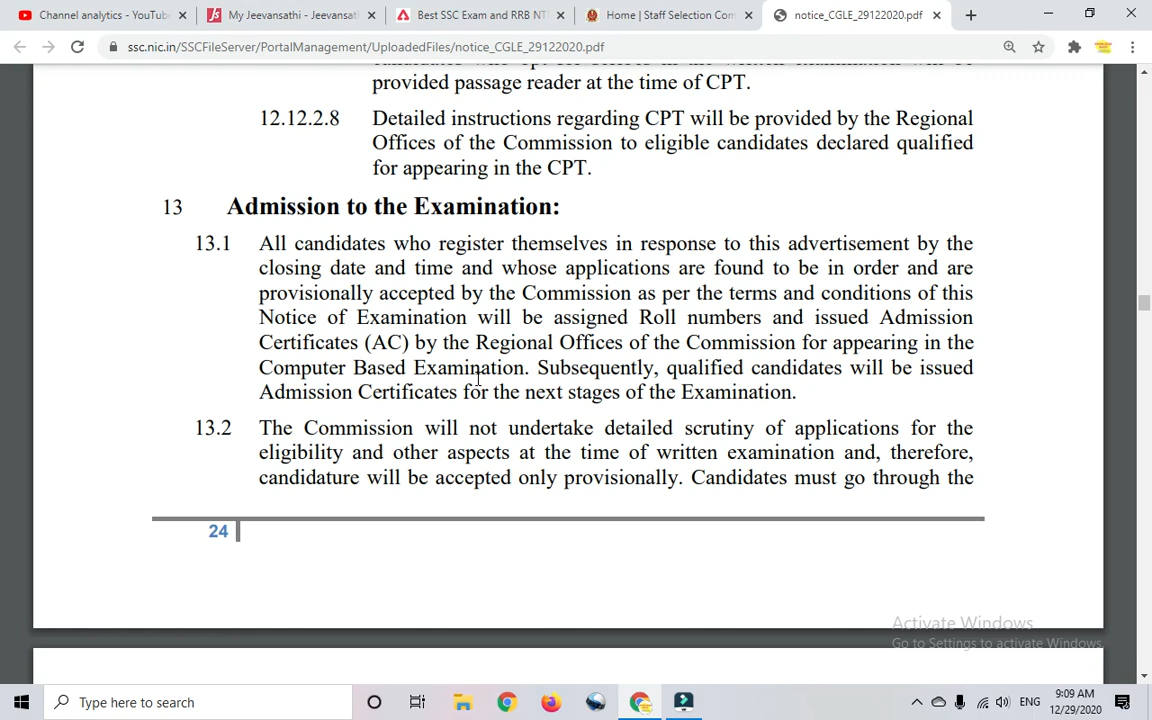 Channel analytics - YouTube
My Jeevansathi - Jeevansathi
Best SSC Exam and RRB NT
Home | Staff Selection Com
notice_CGLE_29122020.pdf
ssc.nic.in/SSCFileServer/PortalManagement/UploadedFiles/notice_CGLE_29122020.pdf
provided passage reader at the time of CPT.
12.12.2.8 Detailed instructions regarding CPT will be provided by the Regional
Offices of the Commission to eligible candidates declared qualified
for appearing in the CPT.
13 Admission to the Examination:
13.1 All candidates who register themselves in response to this advertisement by the
closing date and time and whose applications are found to be in order and are
provisionally accepted by the Commission as per the terms and conditions of this
Notice of Examination will be assigned Roll numbers and issued Admission
Certificates (AC) by the Regional Offices of the Commission for appearing in the
Computer Based Examination. Subsequently, qualified candidates will be issued
Admission Certificates for the next stages of the Examination.
13.2 The Commission will not undertake detailed scrutiny of applications for the
eligibility and other aspects at the time of written examination and, therefore,
candidature will be accepted only provisionally. Candidates must go through the
24
Activate Windows
Go to Settings to activate Windows.
Type here to search
ENG
9:09 AM
12/29/2020